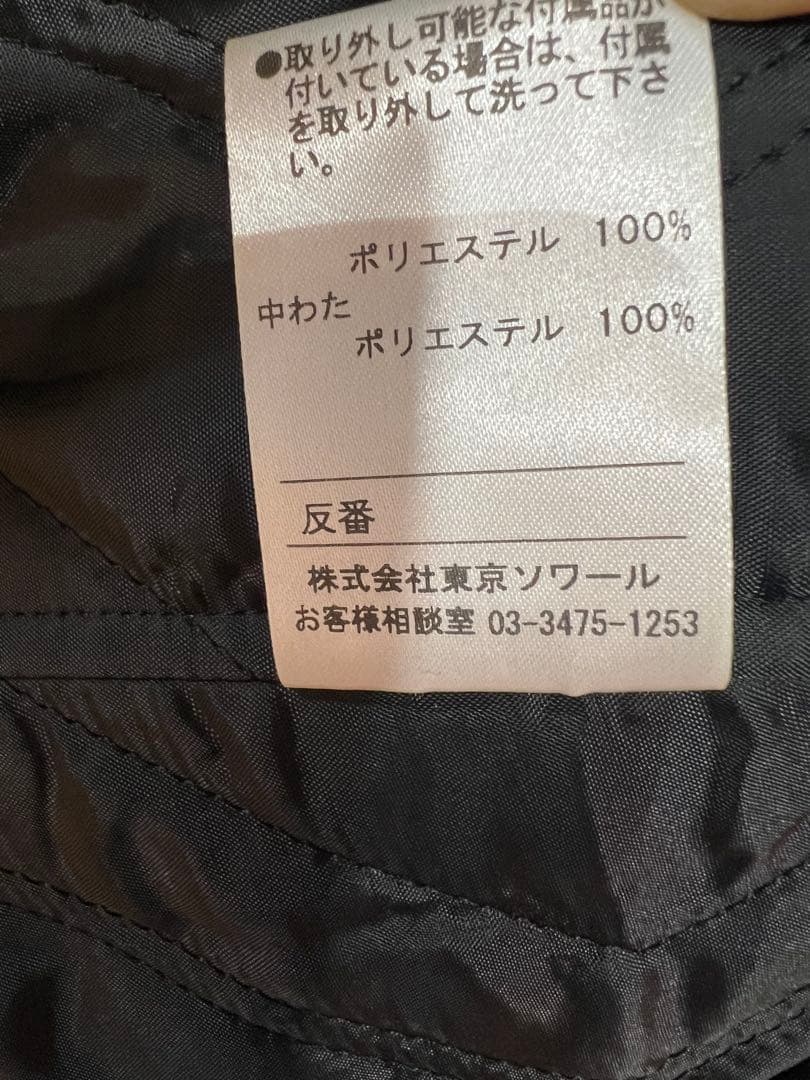 ●取り外し可能な付属品が
付いている場合は、付属
を取り外して洗って下さ
い。
ポリエステル 100%
中わた
ポリエステル 100%
反番
株式会社東京ソワール
お客様相談室 03-3475-1253